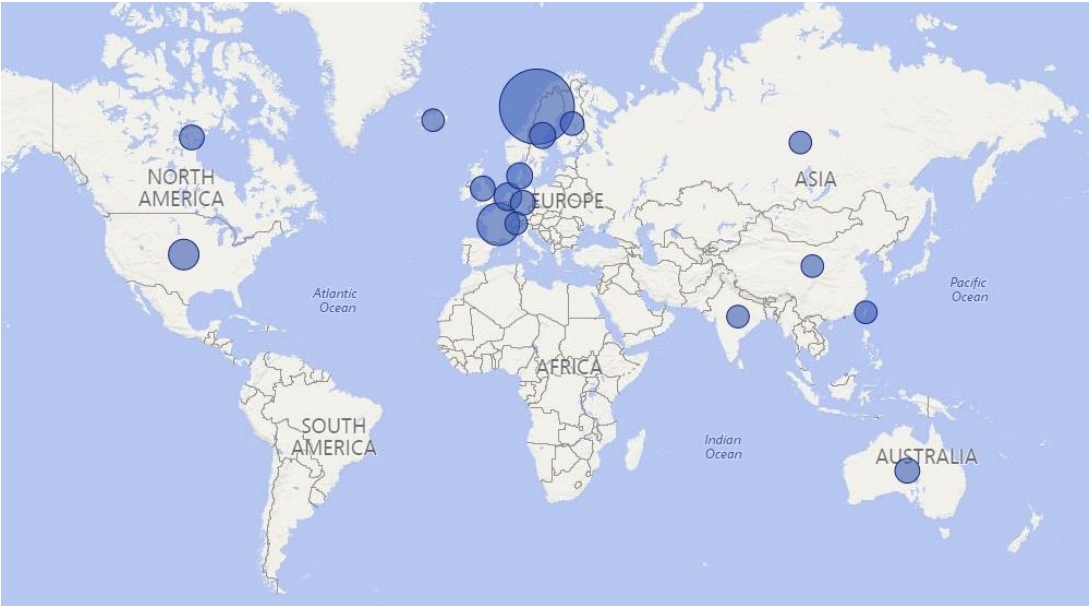 NORTH
AMERICA
ASIA
EUROPE
Atlantic
Ocean
Pacific
Ocean
AFRICA
SOUTH
AMERICA
Indian
Ocean
AUSTRALIA